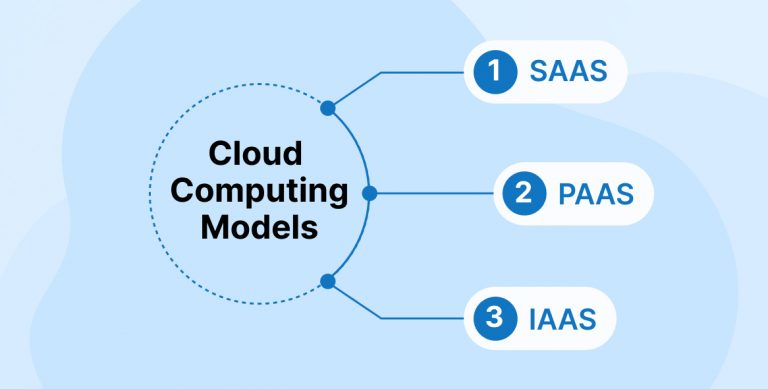 Cloud
Computing
Models
1 SAAS
2 PAAS
3 IAAS